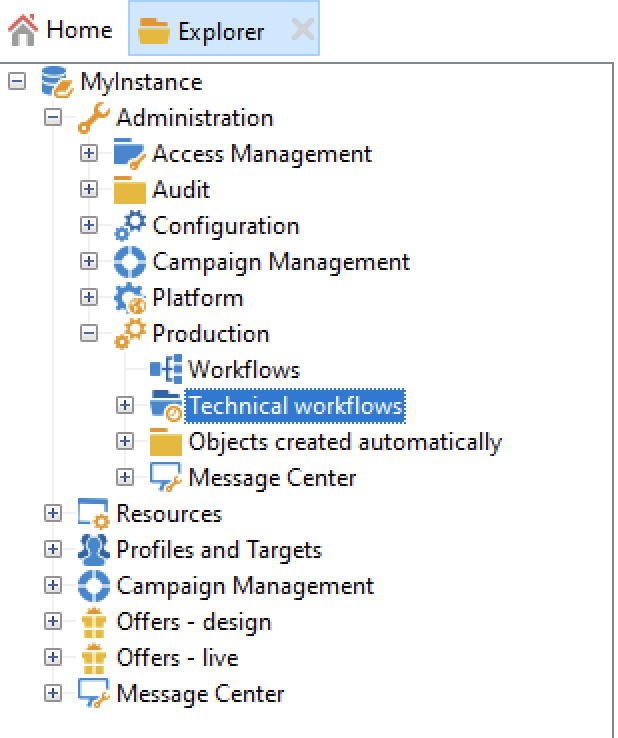 Home Explorer
MyInstance
Administration
Access Management
Audit
Configuration
Campaign Management
Platform
Production
Workflows
Technical workflows
Objects created automatically
Message Center
Resources
Profiles and Targets
Campaign Management
Offers - design
Offers - live
Message Center